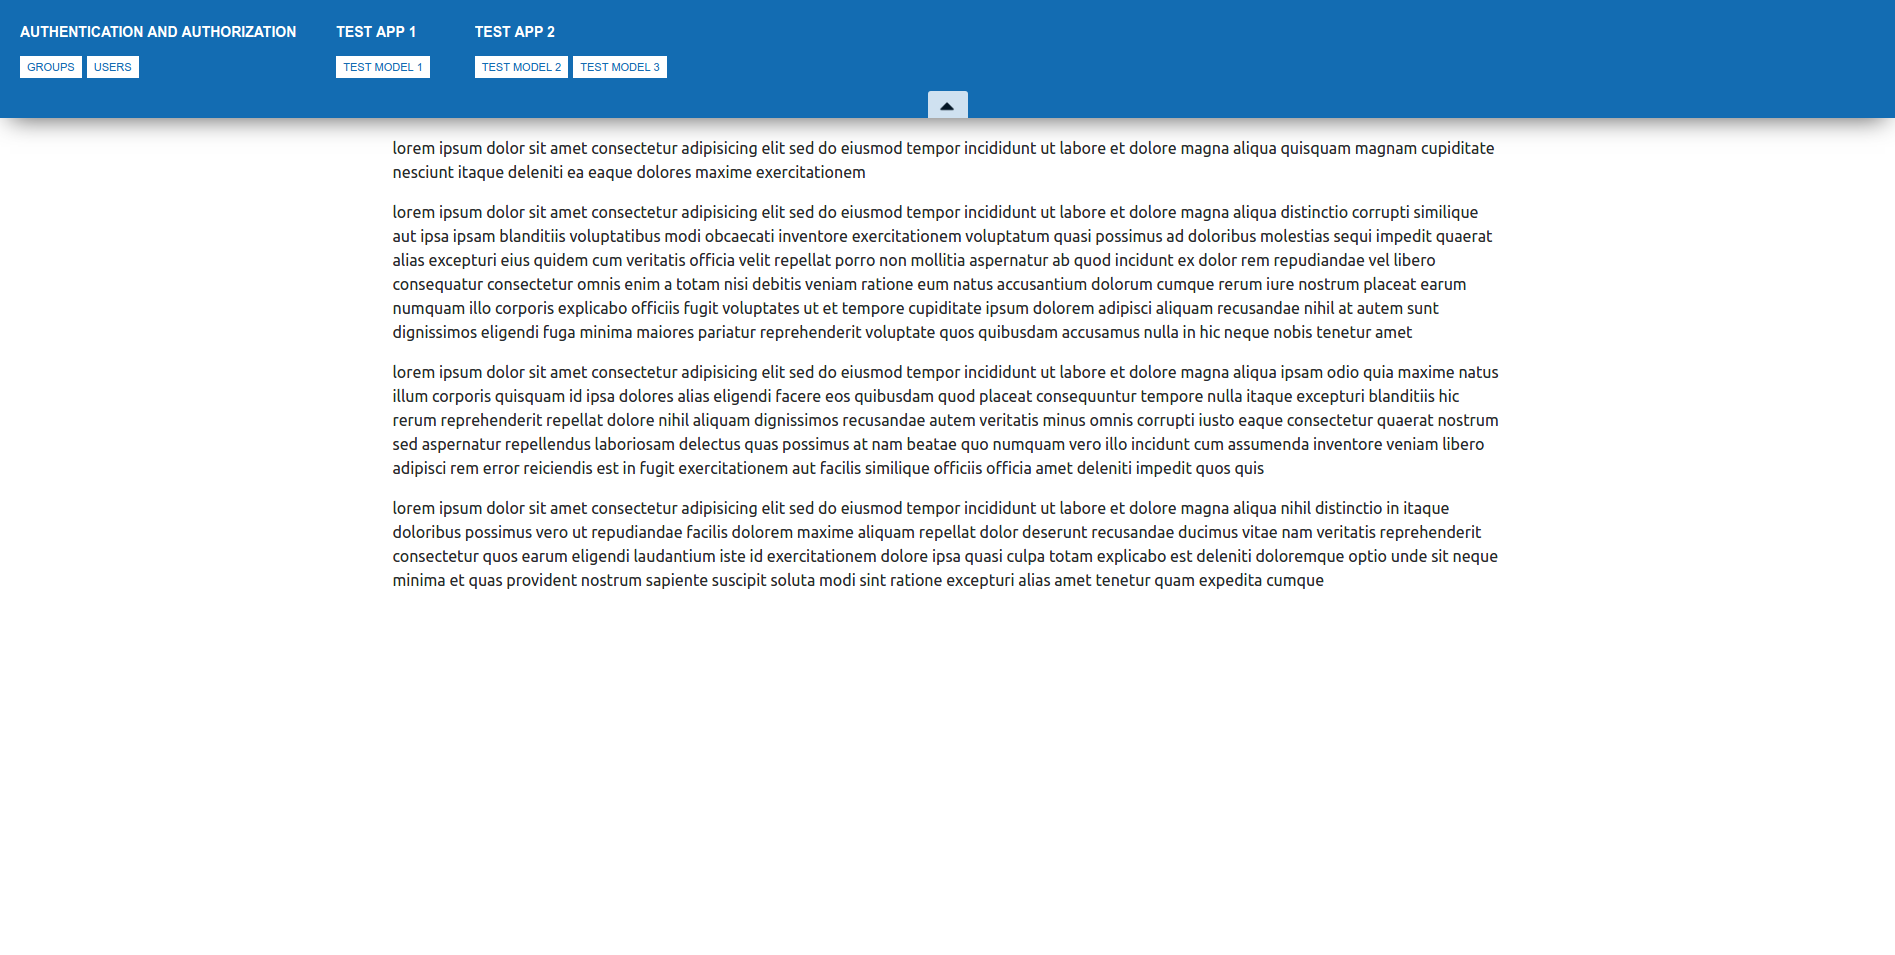 AUTHENTICATION AND AUTHORIZATION
GROUPS USERS
TEST APP 1
TEST MODEL 1
TEST APP 2
TEST MODEL 2 TEST MODEL 3
lorem ipsum dolor sit amet consectetur adipisicing elit sed do eiusmod tempor incididunt ut labore et dolore magna aliqua quisquam magnam cupiditate
nesciunt itaque deleniti ea eaque dolores maxime exercitationem
lorem ipsum dolor sit amet consectetur adipisicing elit sed do eiusmod tempor incididunt ut labore et dolore magna aliqua distinctio corrupti similique
aut ipsa ipsam blanditiis voluptatibus modi obcaecati inventore exercitationem voluptatum quasi possimus ad doloribus molestias sequi impedit quaerat
alias excepturi eius quidem cum veritatis officia velit repellat porro non mollitia aspernatur ab quod incidunt ex dolor rem repudiandae vel libero
consequatur consectetur omnis enim a totam nisi debitis veniam ratione eum natus accusantium dolorum cumque rerum iure nostrum placeat earum
numquam illo corporis explicabo officiis fugit voluptates ut et tempore cupiditate ipsum dolorem adipisci aliquam recusandae nihil at autem sunt
dignissimos eligendi fuga minima maiores pariatur reprehenderit voluptate quos quibusdam accusamus nulla in hic neque nobis tenetur amet
lorem ipsum dolor sit amet consectetur adipisicing elit sed do eiusmod tempor incididunt ut labore et dolore magna aliqua ipsam odio quia maxime natus
illum corporis quisquam id ipsa dolores alias eligendi facere eos quibusdam quod placeat consequuntur tempore nulla itaque excepturi blanditiis hic
rerum reprehenderit repellat dolore nihil aliquam dignissimos recusandae autem veritatis minus omnis corrupti iusto eaque consectetur quaerat nostrum
sed aspernatur repellendus laboriosam delectus quas possimus at nam beatae quo numquam vero illo incidunt cum assumenda inventore veniam libero
adipisci rem error reiciendis est in fugit exercitationem aut facilis similique officiis officia amet deleniti impedit quos quis
lorem ipsum dolor sit amet consectetur adipisicing elit sed do eiusmod tempor incididunt ut labore et dolore magna aliqua nihil distinctio in itaque
doloribus possimus vero ut repudiandae facilis dolorem maxime aliquam repellat dolor deserunt recusandae ducimus vitae nam veritatis reprehenderit
consectetur quos earum eligendi laudantium iste id exercitationem dolore ipsa quasi culpa totam explicabo est deleniti doloremque optio unde sit neque
minima et quas provident nostrum sapiente suscipit soluta modi sint ratione excepturi alias amet tenetur quam expedita cumque